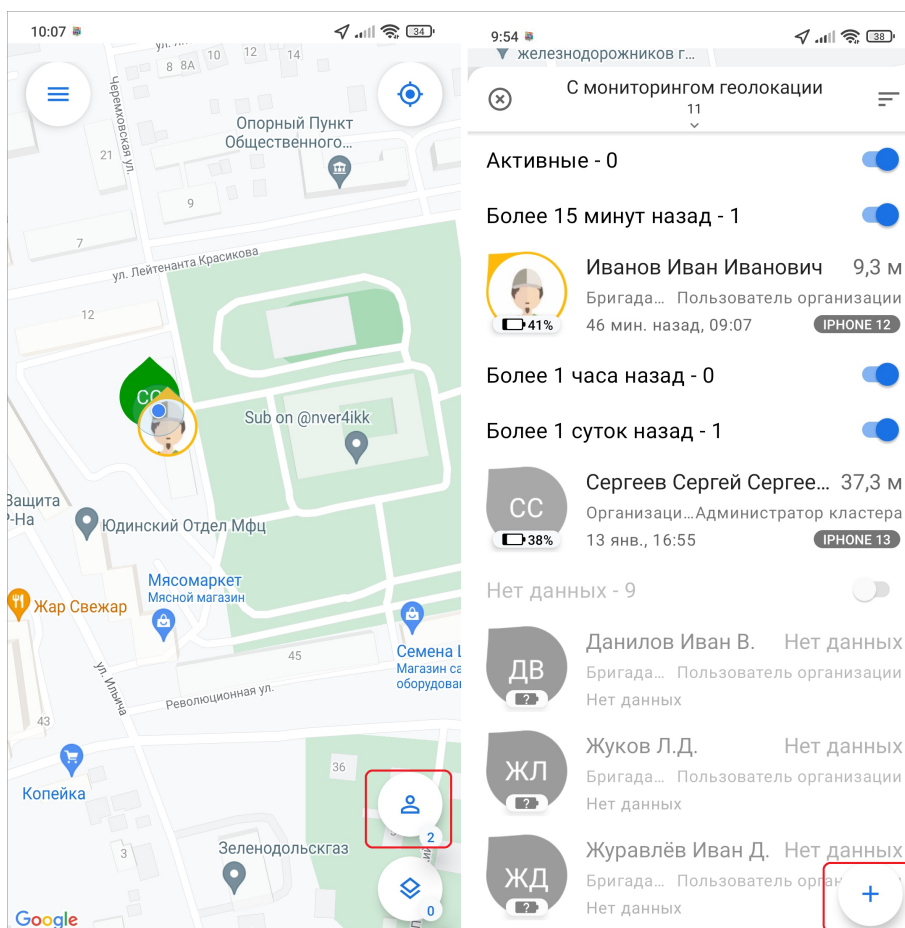 10:07
34
ул.
8 8А
10
12
14
Черемховская ул.
Опорный Пункт
Общественного...
21
9
7
ул. Лейтенанта Красикова
12
СС
Sub on @nver4ikk
Защита
Р-На
Юдинский Отдел Мфц
Мясомаркет
Мясной магазин
Жар Свежар
Семена
Магазин са
оборудова
45
ул. Ильича
Революционная ул.
43
36
Копейка
2
3
Зеленодольскгаз
0
Google
9:54
38
железнодорожников г...
С мониторингом геолокации
11
Активные - 0
Более 15 минут назад - 1
Иванов Иван Иванович 9,3 м
Бригада... Пользователь организации
41% 46 мин. назад, 09:07 IPHONE 12
Более 1 часа назад - 0
Более 1 суток назад - 1
Сергеев Сергей Сергее... 37,3 м
СС Организаци...Администратор кластера
38% 13 янв., 16:55 IPHONE 13
Нет данных - 9
Данилов Иван В. Нет данных
ДВ Бригада... Пользователь организации
? Нет данных
Жуков Л.Д. Нет данных
ЖЛ Бригада... Пользователь организации
? Нет данных
Журавлёв Иван Д. Нет данных
ЖД Бригада... Пользователь орган
? Нет данных
+